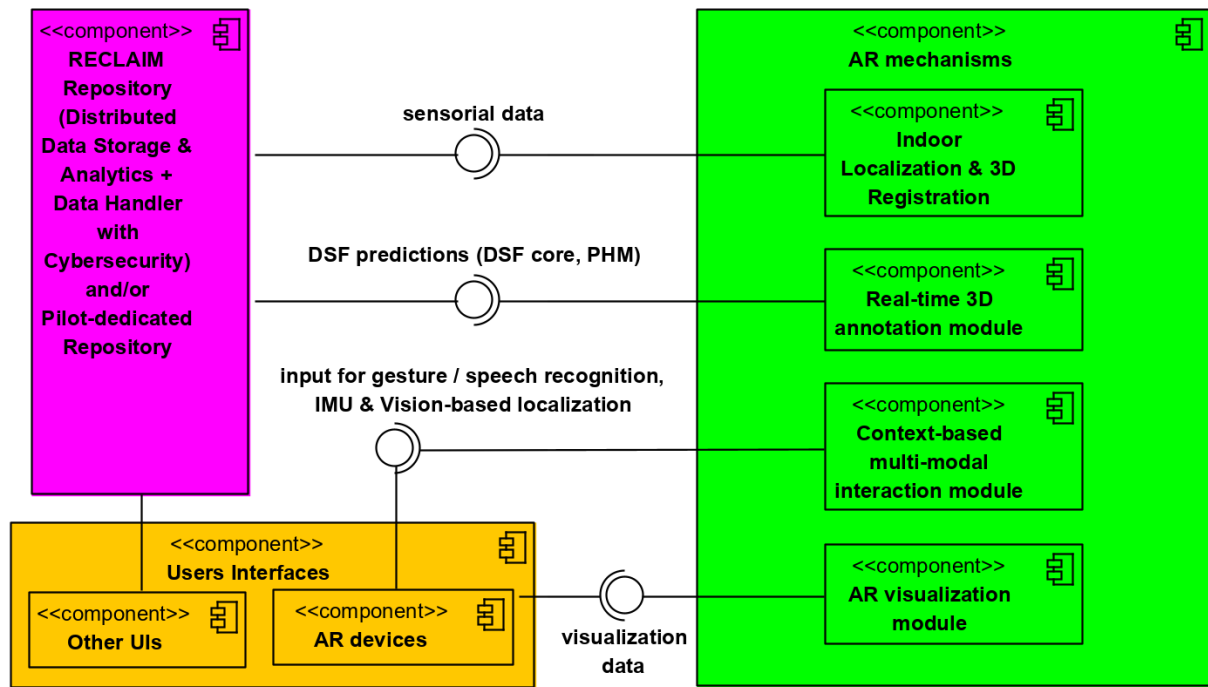 <<component>>
RECLAIM
Repository
(Distributed
Data Storage &
Analytics +
Data Handler
with
Cybersecurity)
and/or
Pilot-dedicated
Repository
sensorial data
DSF predictions (DSF core, PHM)
input for gesture / speech recognition,
IMU & Vision-based localization
<<component>>
AR mechanisms
<<component>>
Indoor
Localization & 3D
Registration
<<component>>
Real-time 3D
annotation module
<<component>>
Context-based
multi-modal
interaction module
<<component>>
AR visualization
module
<<component>>
Users Interfaces
<<component>>
Other UIs
<<component>>
AR devices
visualization
data